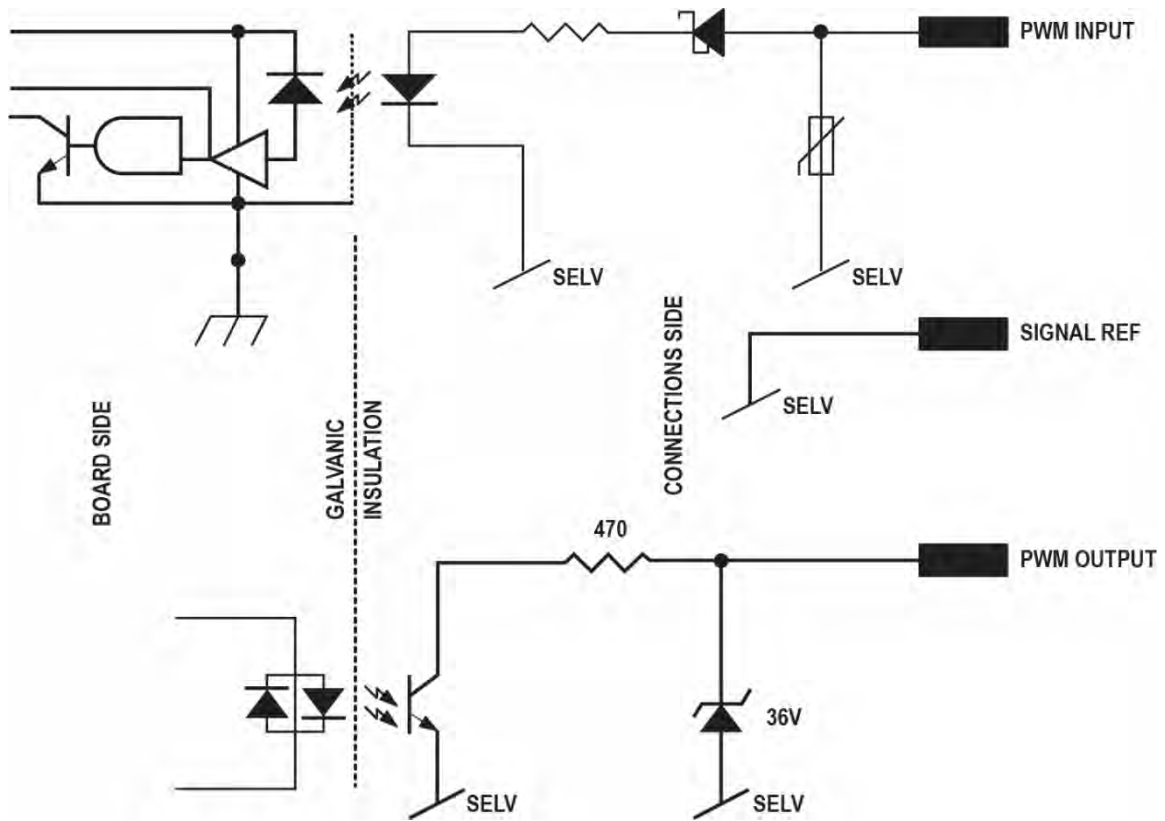 PWM INPUT
SELV
SELV
SIGNAL REF
SELV
BOARD SIDE
GALVANIC
INSULATION
CONNECTIONS SIDE
470
PWM OUTPUT
36V
SELV
SELV